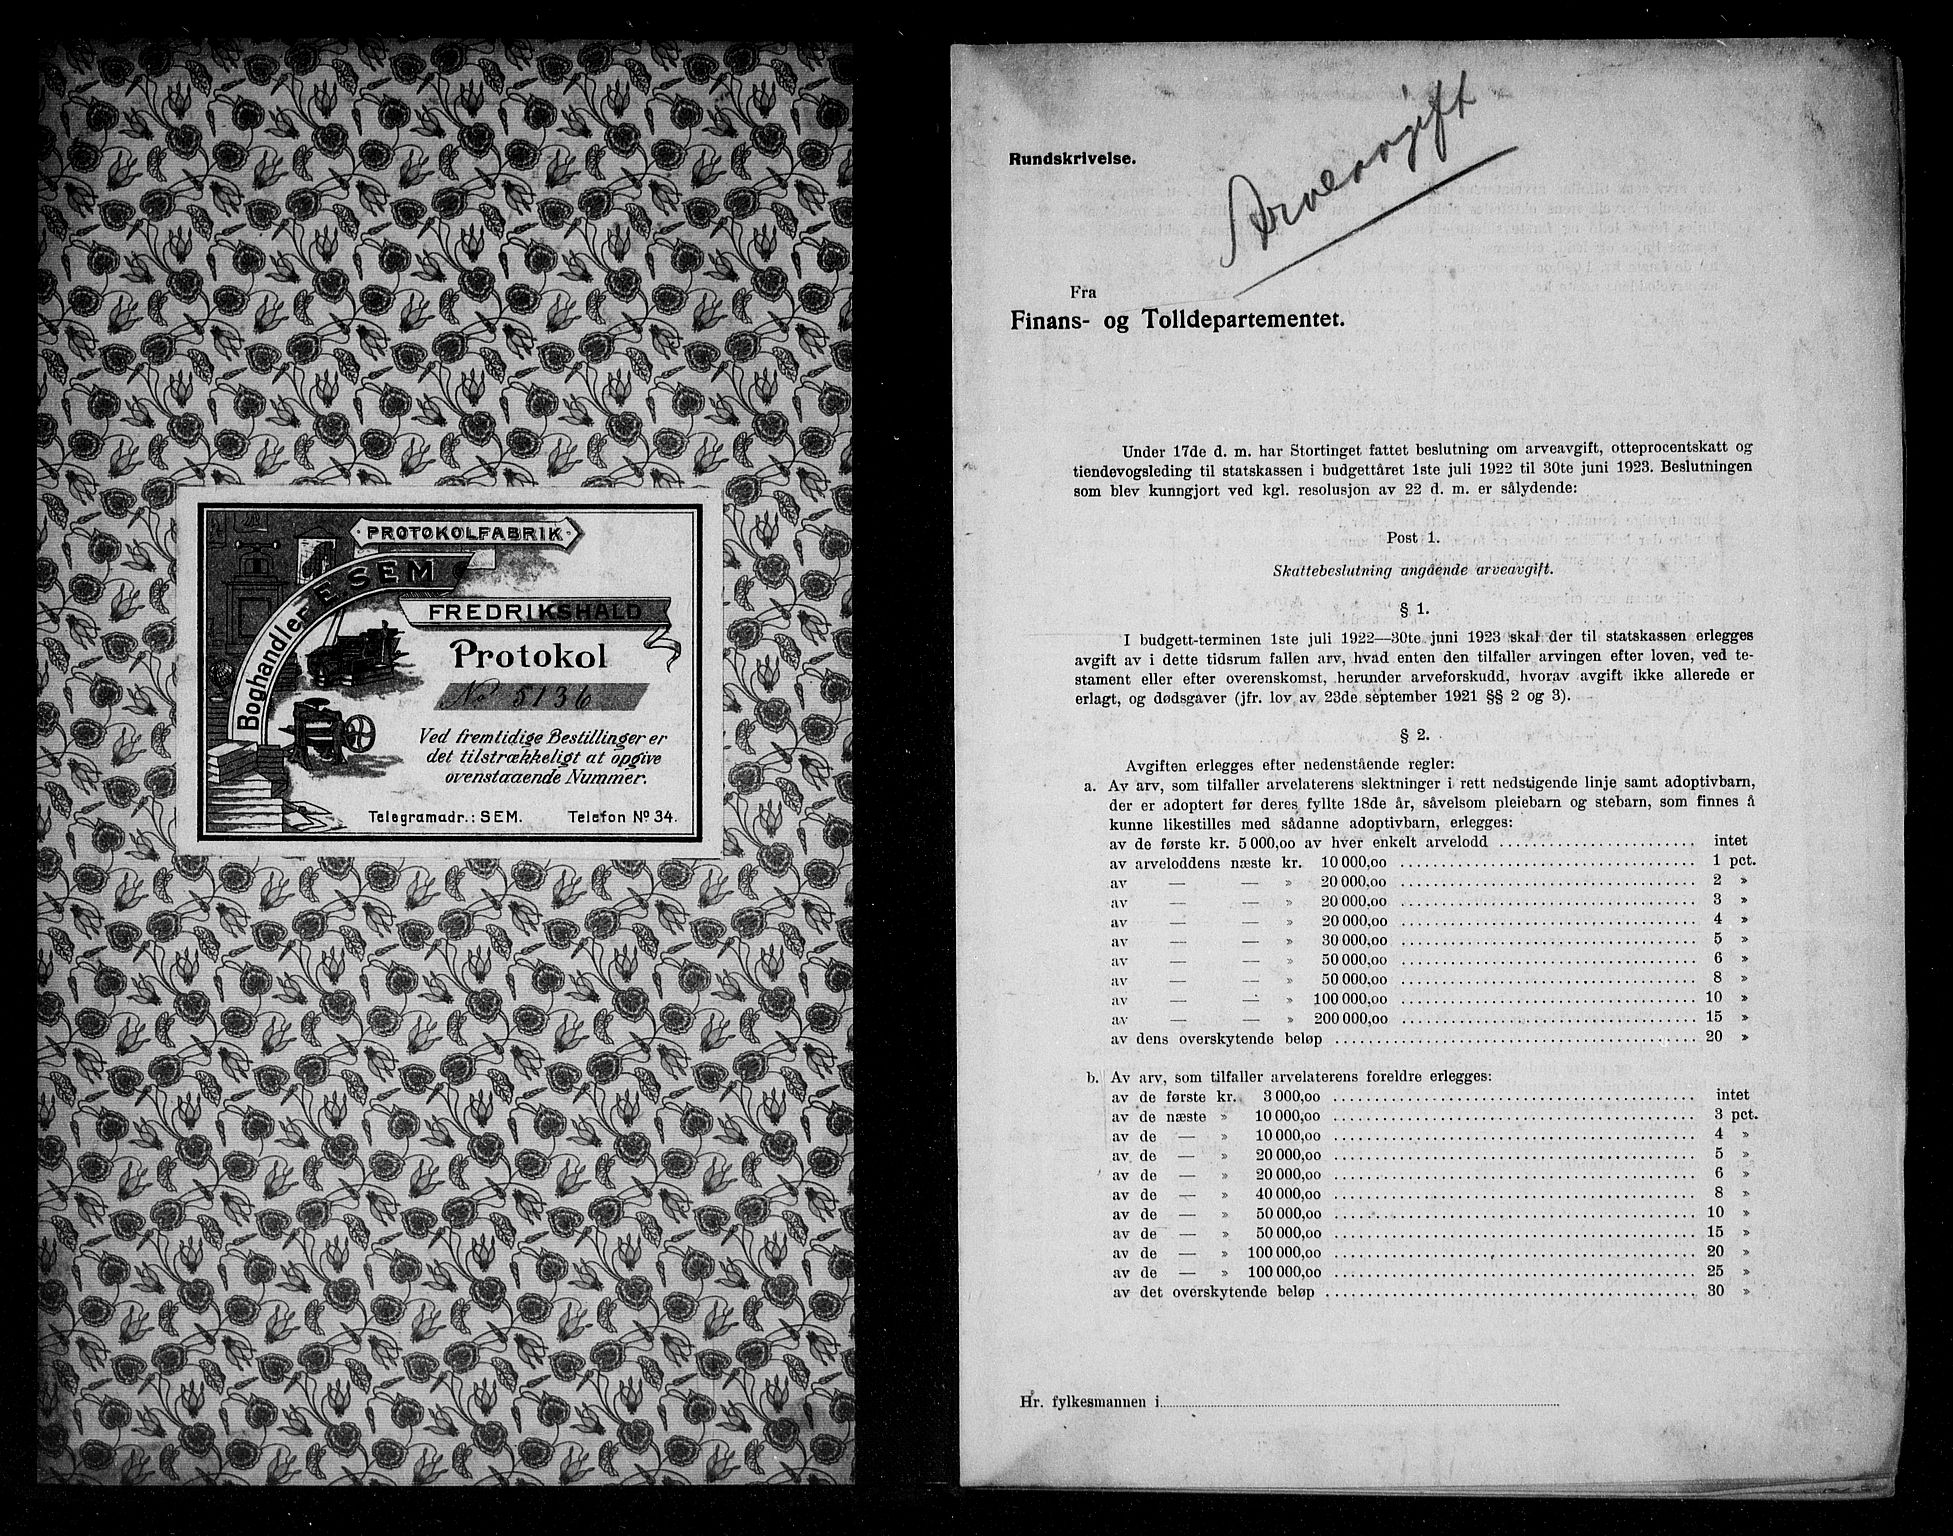 PROTOKOLFABRIK
Boghandler E. SEM
FREDRIKSHALD
Protokol
No 5136
Ved fremtidige Bestillinger er
det tilstrækkeligt at opgive
ovenstaaende Nummer.
Telegramadr.: SEM. Telefon No 34.
Arveavgift
Rundskrivelse.
Fra
Finans- og Tolldepartementet.
Under 17de d. m. har Stortinget fattet beslutning om arveavgift, otteprocentskatt og
tiendevogsleding til statskassen i budgettåret 1ste juli 1922 til 30te juni 1923. Beslutningen
som blev kunngjort ved kgl. resolusjon av 22 d. m. er sålydende:
Post 1.
Skattebeslutning angående arveavgift.
§ 1.
I budgett-terminen 1ste juli 1922—30te juni 1923 skal der til statskassen erlegges
avgift av i dette tidsrum fallen arv, hvad enten den tilfaller arvingen efter loven, ved te-
stament eller efter overenskomst, herunder arveforskudd, hvorav avgift ikke allerede er
erlagt, og dødsgaver (jfr. lov av 23de september 1921 §§ 2 og 3).
§ 2.
Avgiften erlegges efter nedenstående regler:
a. Av arv, som tilfaller arvelaterens slektninger i rett nedstigende linje samt adoptivbarn,
der er adoptert før deres fyllte 18de år, såvelsom pleiebarn og stebarn, som finnes å
kunne likestilles med sådanne adoptivbarn, erlegges:
av de første kr. 5 000,00 av hver enkelt arvelodd ........ intet
av arveloddens næste kr. 10 000,00 ........ 1 pct.
av — — » 20 000,00 ........ 2 »
av — — » 20 000,00 ........ 3 »
av — — » 20 000,00 ........ 4 »
av — — » 30 000,00 ........ 5 »
av — — » 50 000,00 ........ 6 »
av — — » 50 000,00 ........ 8 »
av — — » 100 000,00 ........ 10 »
av — — » 200 000,00 ........ 15 »
av dens overskytende beløp ........ 20 »
b. Av arv, som tilfaller arvelaterens foreldre erlegges:
av de første kr. 3 000,00 ........ intet
av de næste » 10 000,00 ........ 3 pct.
av de — » 10 000,00 ........ 4 »
av de — » 20 000,00 ........ 5 »
av de — » 20 000,00 ........ 6 »
av de — » 40 000,00 ........ 8 »
av de — » 50 000,00 ........ 10 »
av de — » 50 000,00 ........ 15 »
av de — » 100 000,00 ........ 20 »
av de — » 100 000,00 ........ 25 »
av det overskytende beløp ........ 30 »
Hr. fylkesmannen i